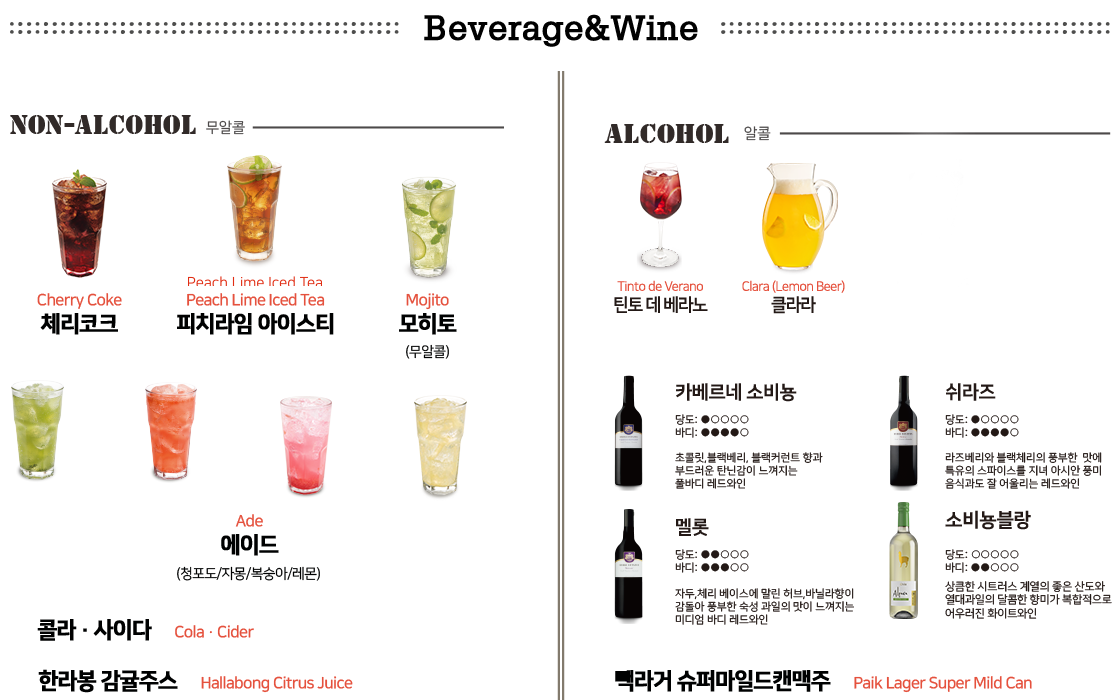 Beverage&Wine
NON-ALCOHOL 무알콜
Peach Lime Iced Tea
Cherry Coke
체리코크
Peach Lime Iced Tea
피치라임 아이스티
Mojito
모히토
(무알콜)
Ade
에이드
(청포도/자몽/복숭아/레몬)
콜라 · 사이다 Cola · Cider
한라봉 감귤주스 Hallabong Citrus Juice
ALCOHOL 알콜
Tinto de Verano
틴토 데 베라노
Clara (Lemon Beer)
클라라
카베르네 소비뇽
당도: ●○○○○
바디: ●●●●○
초콜릿,블랙베리, 블랙커런트 향과
부드러운 탄닌감이 느껴지는
풀바디 레드와인
쉬라즈
당도: ●○○○○
바디: ●●●●○
라즈베리와 블랙체리의 풍부한 맛에
특유의 스파이스를 지녀 아시안 풍미
음식과도 잘 어울리는 레드와인
멜롯
당도: ●●○○○
바디: ●●●○○
자두,체리 베이스에 말린 허브,바닐라향이
감돌아 풍부한 숙성 과일의 맛이 느껴지는
미디엄 바디 레드와인
소비뇽블랑
당도: ○○○○○
바디: ●●○○○
상큼한 시트러스 계열의 좋은 산도와
열대과일의 달콤한 향미가 복합적으로
어우러진 화이트와인
빽라거 슈퍼마일드캔맥주 Paik Lager Super Mild Can